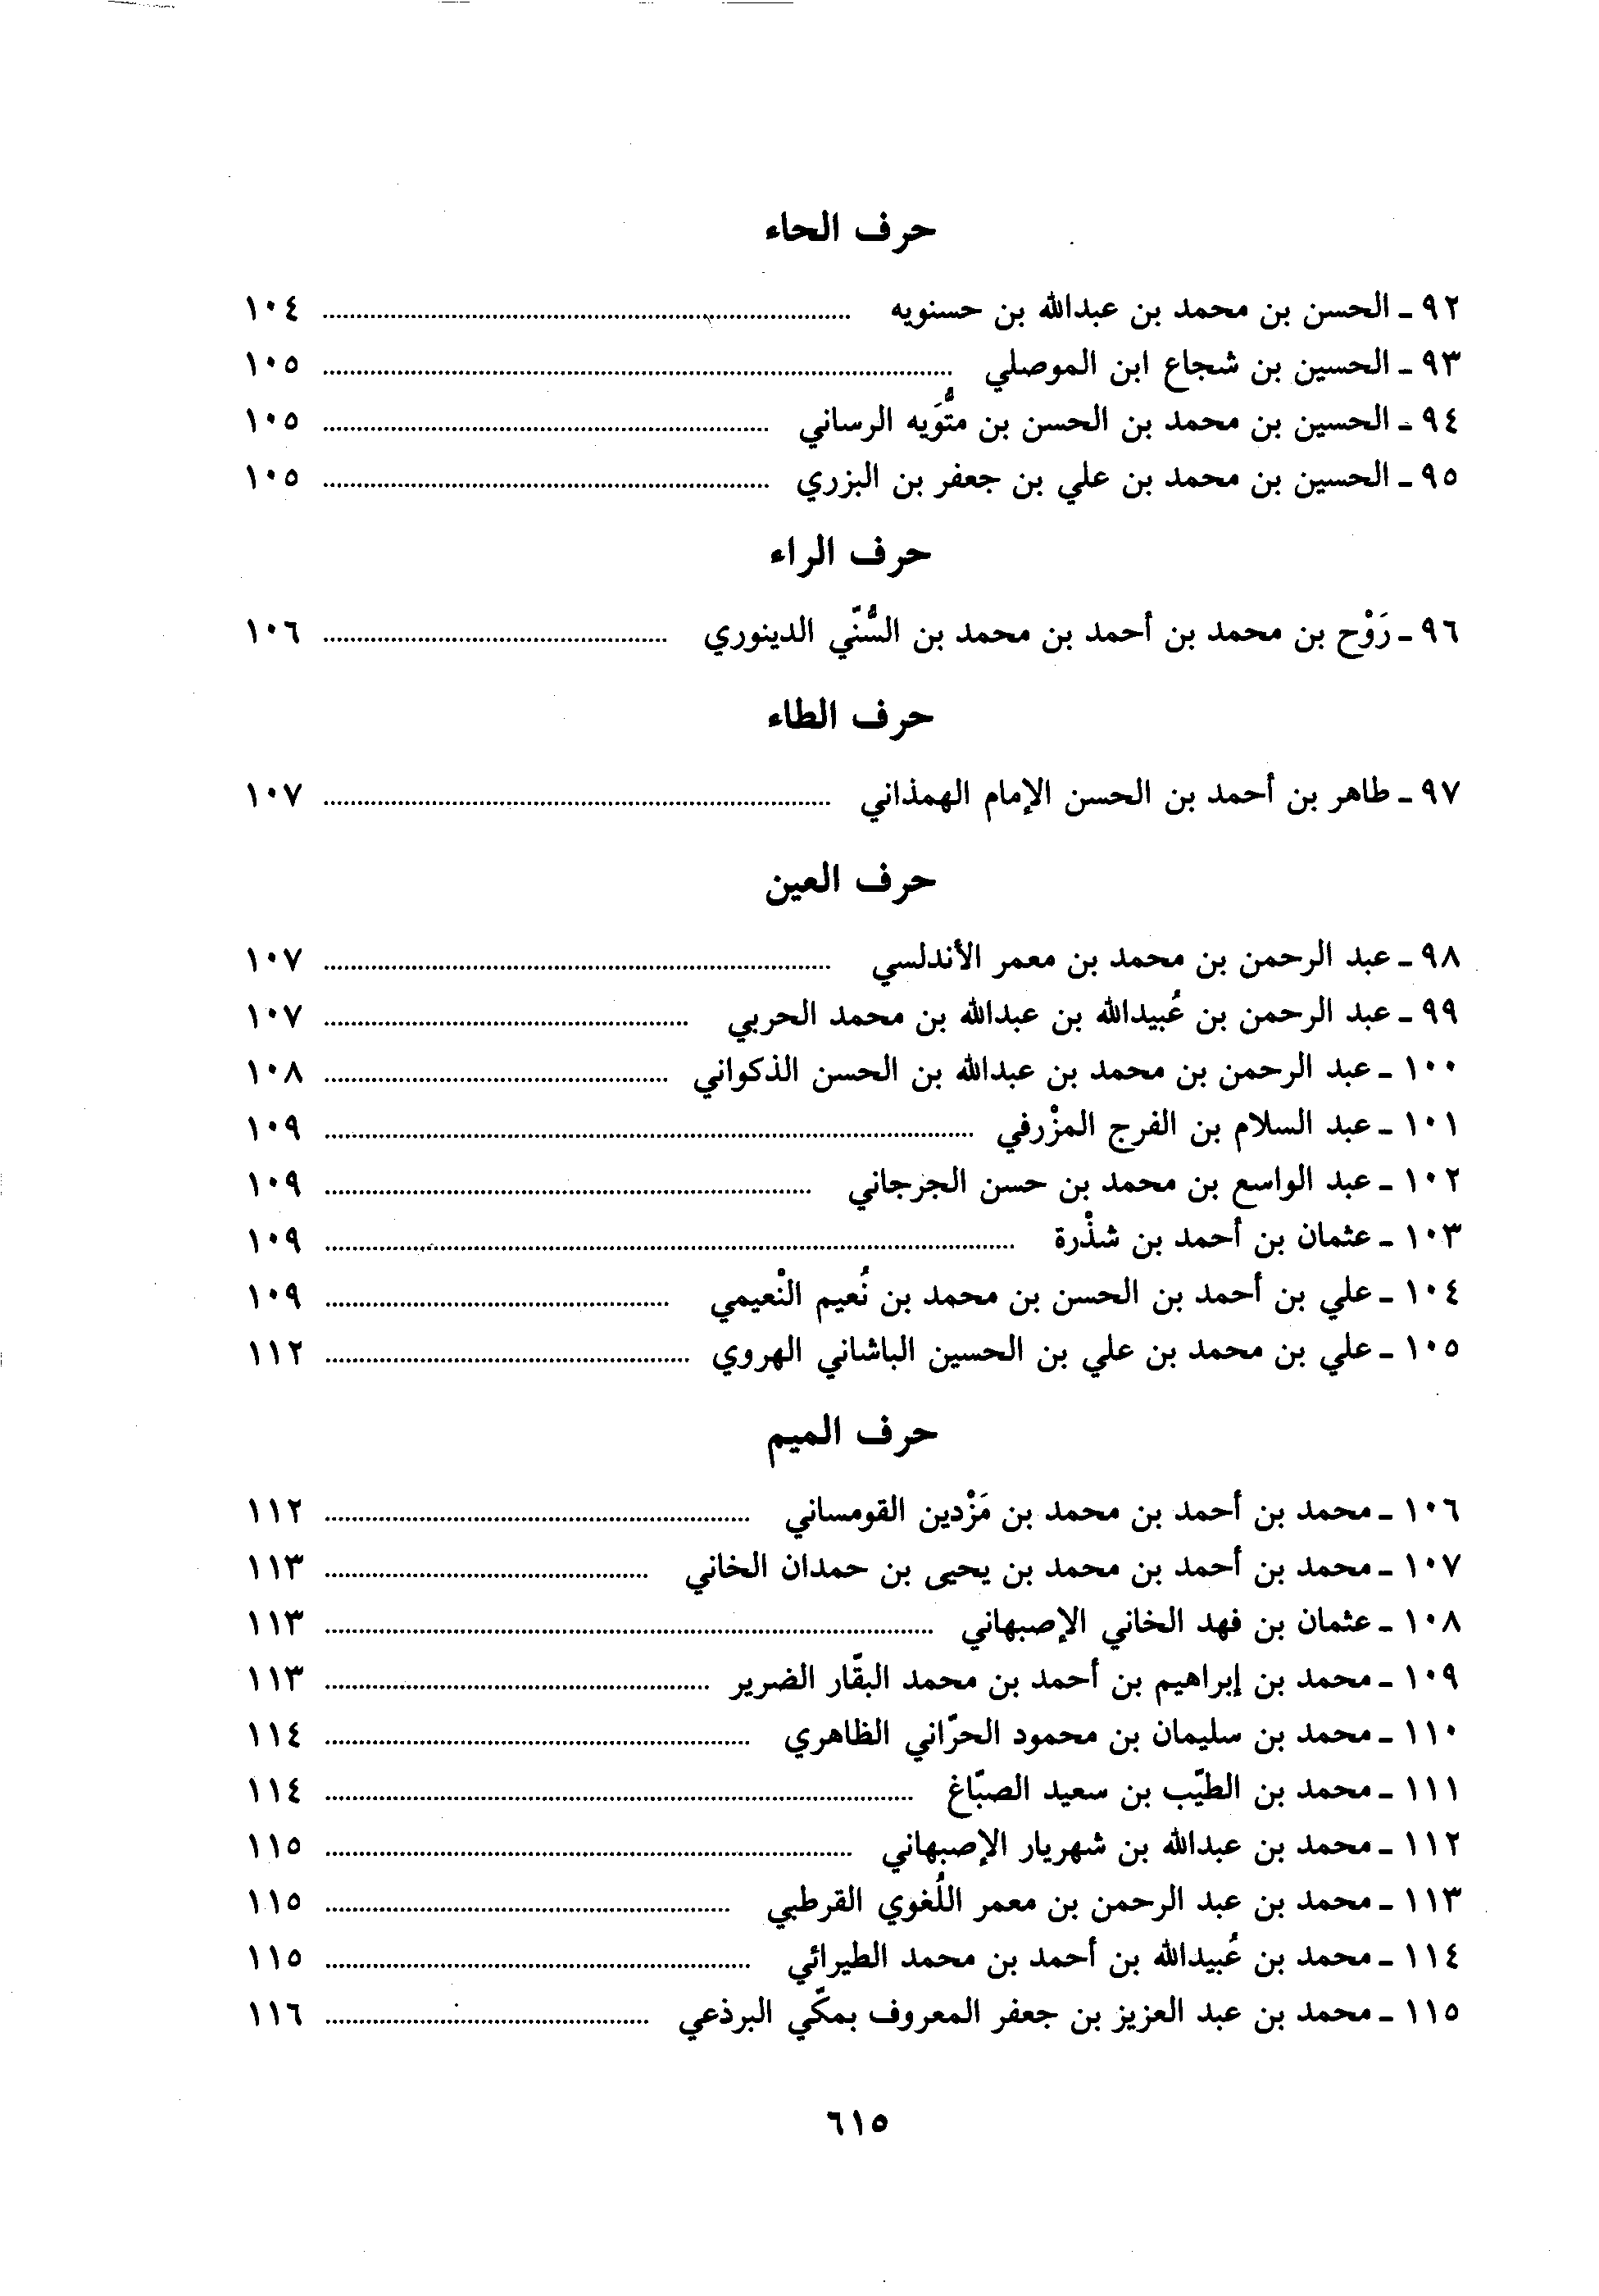 حرف الحاء
٩٢ ـ الحسن بن محمد بن عبدالله بن حسنويه ........................ ١٠٤
٩٣ ـ الحسين بن شجاع ابن الموصلي ........................ ١٠٥
٩٤ ـ الحسين بن محمد بن الحسن بن متُّوَيه الرساني ........................ ١٠٥
٩٥ ـ الحسين بن محمد بن علي بن جعفر بن البزري ........................ ١٠٥
حرف الراء
٩٦ ـ رَوْح بن محمد بن أحمد بن محمد بن السُّنّي الدينوري ........................ ١٠٦
حرف الطاء
٩٧ ـ طاهر بن أحمد بن الحسن الإمام الهمذاني ........................ ١٠٧
حرف العين
٩٨ ـ عبد الرحمن بن محمد بن معمر الأندلسي ........................ ١٠٧
٩٩ ـ عبد الرحمن بن عُبيدالله بن عبدالله بن محمد الحربي ........................ ١٠٧
١٠٠ ـ عبد الرحمن بن محمد بن عبدالله بن الحسن الذكواني ........................ ١٠٨
١٠١ ـ عبد السلام بن الفرج المزْرفي ........................ ١٠٩
١٠٢ ـ عبد الواسع بن محمد بن حسن الجرجاني ........................ ١٠٩
١٠٣ ـ عثمان بن أحمد بن شذْرة ........................ ١٠٩
١٠٤ ـ علي بن أحمد بن الحسن بن محمد بن نُعيم النْعيمي ........................ ١٠٩
١٠٥ ـ علي بن محمد بن علي بن الحسين الباشاني الهروي ........................ ١١٢
حرف الميم
١٠٦ ـ محمد بن أحمد بن محمد بن مَزْدين القومساني ........................ ١١٢
١٠٧ ـ محمد بن أحمد بن محمد بن يحيى بن حمدان الخاني ........................ ١١٣
١٠٨ ـ عثمان بن فهد الخاني الإصبهاني ........................ ١١٣
١٠٩ ـ محمد بن إبراهيم بن أحمد بن محمد البقّار الضرير ........................ ١١٣
١١٠ ـ محمد بن سليمان بن محمود الحرّاني الظاهري ........................ ١١٤
١١١ ـ محمد بن الطيّب بن سعيد الصبّاغ ........................ ١١٤
١١٢ ـ محمد بن عبدالله بن شهريار الإصبهاني ........................ ١١٥
١١٣ ـ محمد بن عبد الرحمن بن معمر اللُغوي القرطبي ........................ ١١٥
١١٤ ـ محمد بن عُبيدالله بن أحمد بن محمد الطيرائي ........................ ١١٥
١١٥ ـ محمد بن عبد العزيز بن جعفر المعروف بمكّي البرذعي ........................ ١١٦
٦١٥